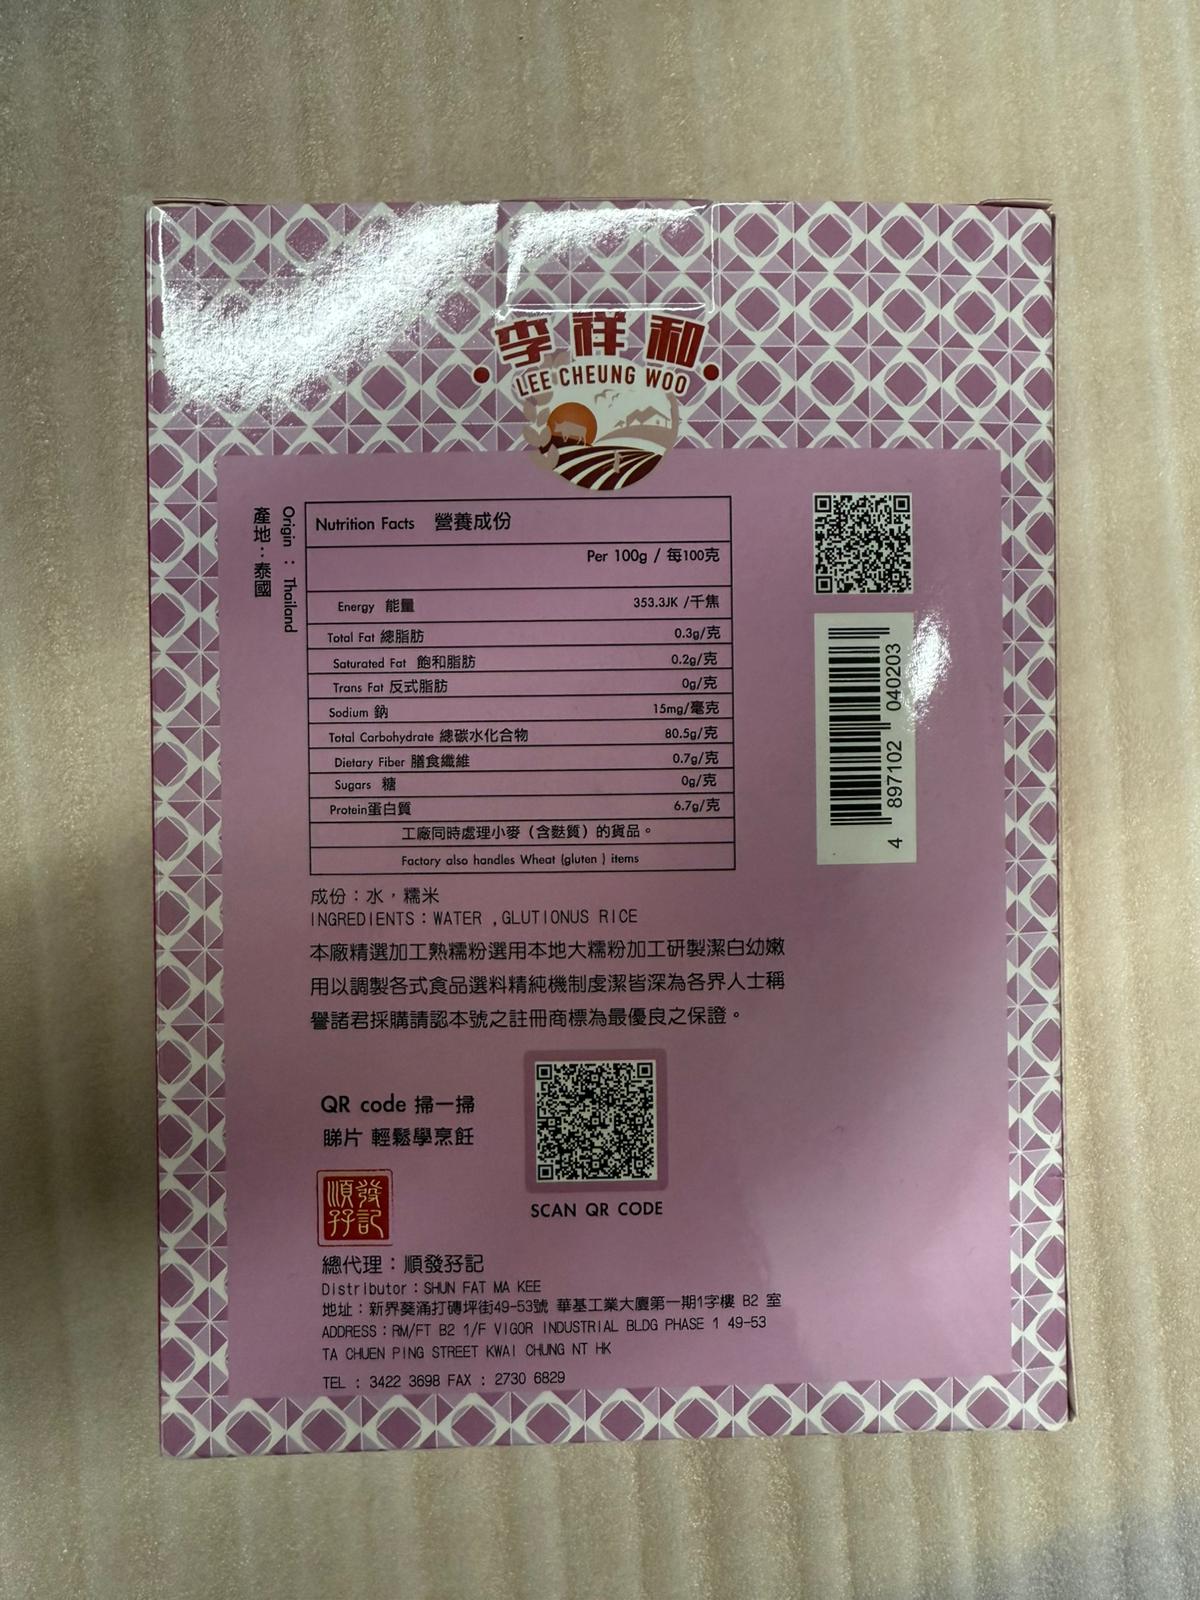 李祥和
LEE CHEUNG WOO
產地：泰國
Origin : Thailand
Nutrition Facts 營養成份
Per 100g / 每100克
Energy 能量 353.3JK /千焦
Total Fat 總脂肪 0.3g/克
Saturated Fat 飽和脂肪 0.2g/克
Trans Fat 反式脂肪 0g/克
Sodium 鈉 15mg/毫克
Total Carbohydrate 總碳水化合物 80.5g/克
Dietary Fiber 膳食纖維 0.7g/克
Sugars 糖 0g/克
Protein蛋白質 6.7g/克
工廠同時處理小麥（含麩質）的貨品。
Factory also handles Wheat (gluten ) items
4 897102 040203
成份：水，糯米
INGREDIENTS：WATER ,GLUTIONUS RICE
本廠精選加工熟糯粉選用本地大糯粉加工研製潔白幼嫩
用以調製各式食品選料精純機制虔潔皆深為各界人士稱
譽諸君採購請認本號之註冊商標為最優良之保證。
QR code 掃一掃
睇片 輕鬆學烹飪
SCAN QR CODE
順發孖記
總代理：順發孖記
Distributor：SHUN FAT MA KEE
地址：新界葵涌打磚坪街49-53號 華基工業大廈第一期1字樓 B2 室
ADDRESS：RM/FT B2 1/F VIGOR INDUSTRIAL BLDG PHASE 1 49-53
TA CHUEN PING STREET KWAI CHUNG NT HK
TEL : 3422 3698 FAX : 2730 6829